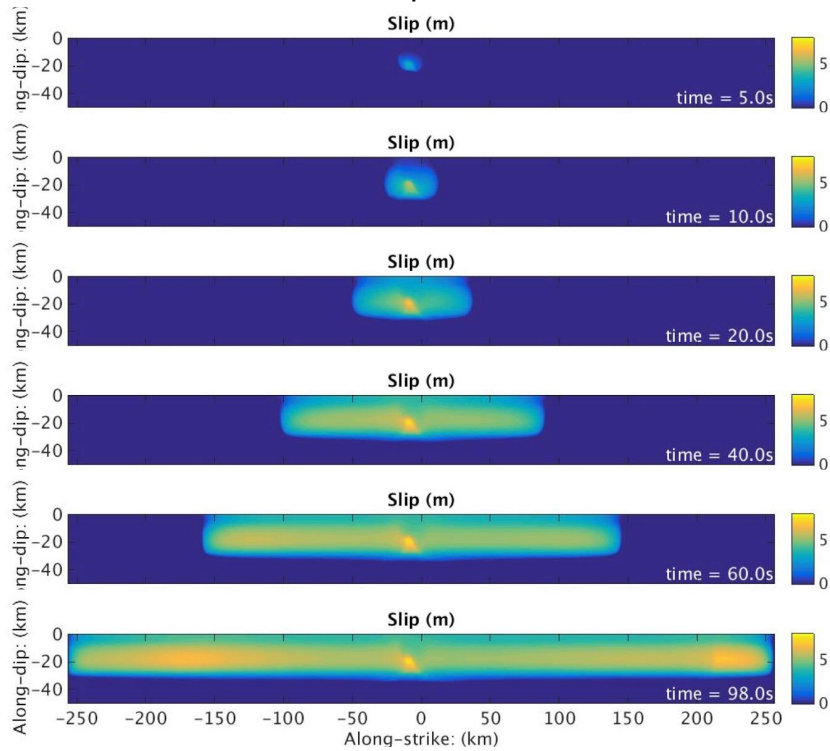 Slip (m)
ng-dip: (km)
0
−20
−40
5
0
time = 5.0s
Slip (m)
ng-dip: (km)
0
−20
−40
5
0
time = 10.0s
Slip (m)
ng-dip: (km)
0
−20
−40
5
0
time = 20.0s
Slip (m)
ng-dip: (km)
0
−20
−40
5
0
time = 40.0s
Slip (m)
ng-dip: (km)
0
−20
−40
5
0
time = 60.0s
Slip (m)
Along-dip: (km)
0
−20
−40
5
0
time = 98.0s
−250 −200 −150 −100 −50 0 50 100 150 200 250
Along-strike: (km)